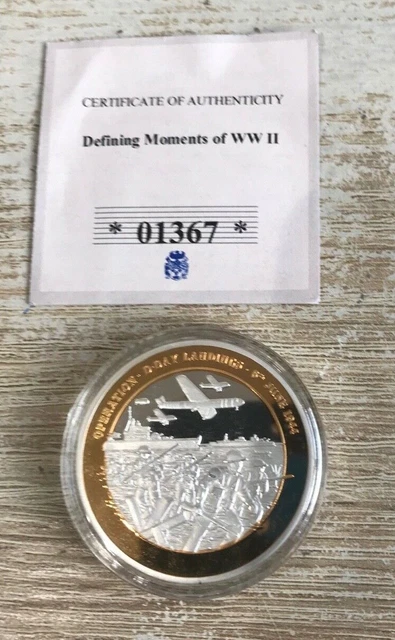 CERTIFICATE OF AUTHENTICITY
Defining Moments of WW II
* 01367 *
OPERATION - D-DAY LANDINGS - 6TH JUNE 1944